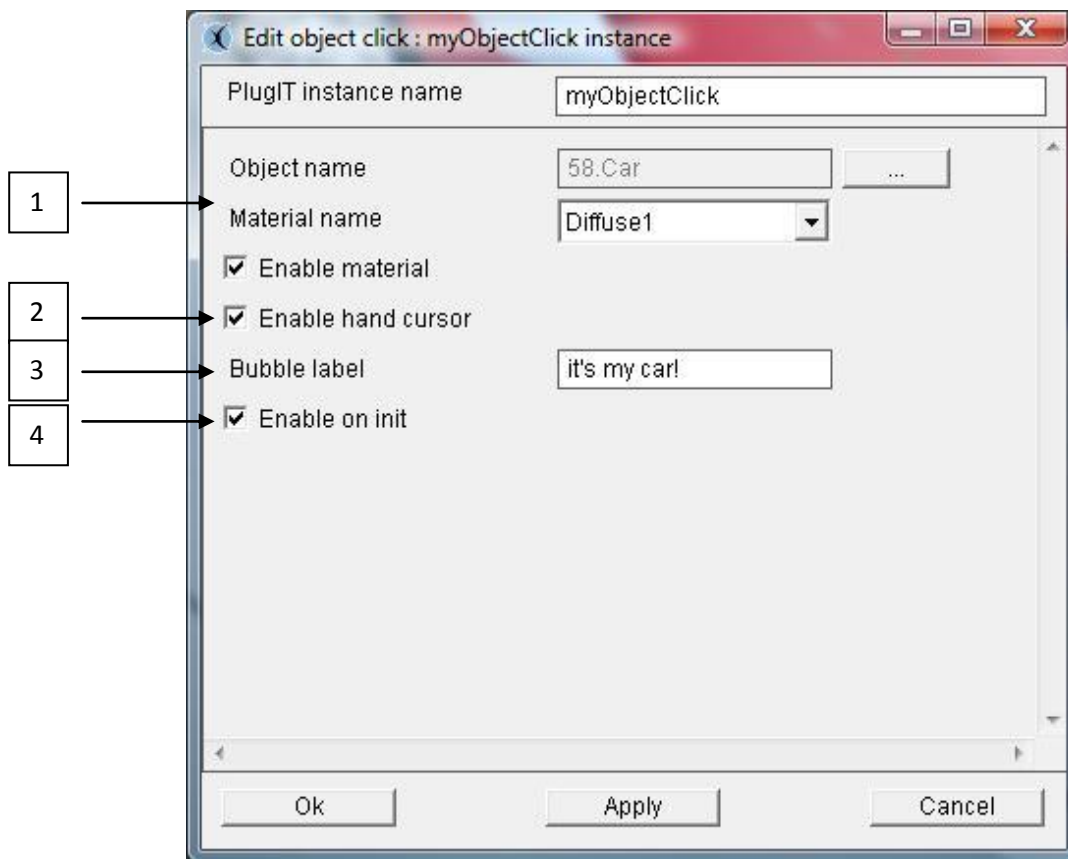 Edit object click : myObjectClick instance
PlugIT instance name myObjectClick
Object name 58.Car ...
1
Material name Diffuse1
Enable material
2 Enable hand cursor
3 Bubble label it's my car!
4 Enable on init
Ok Apply Cancel